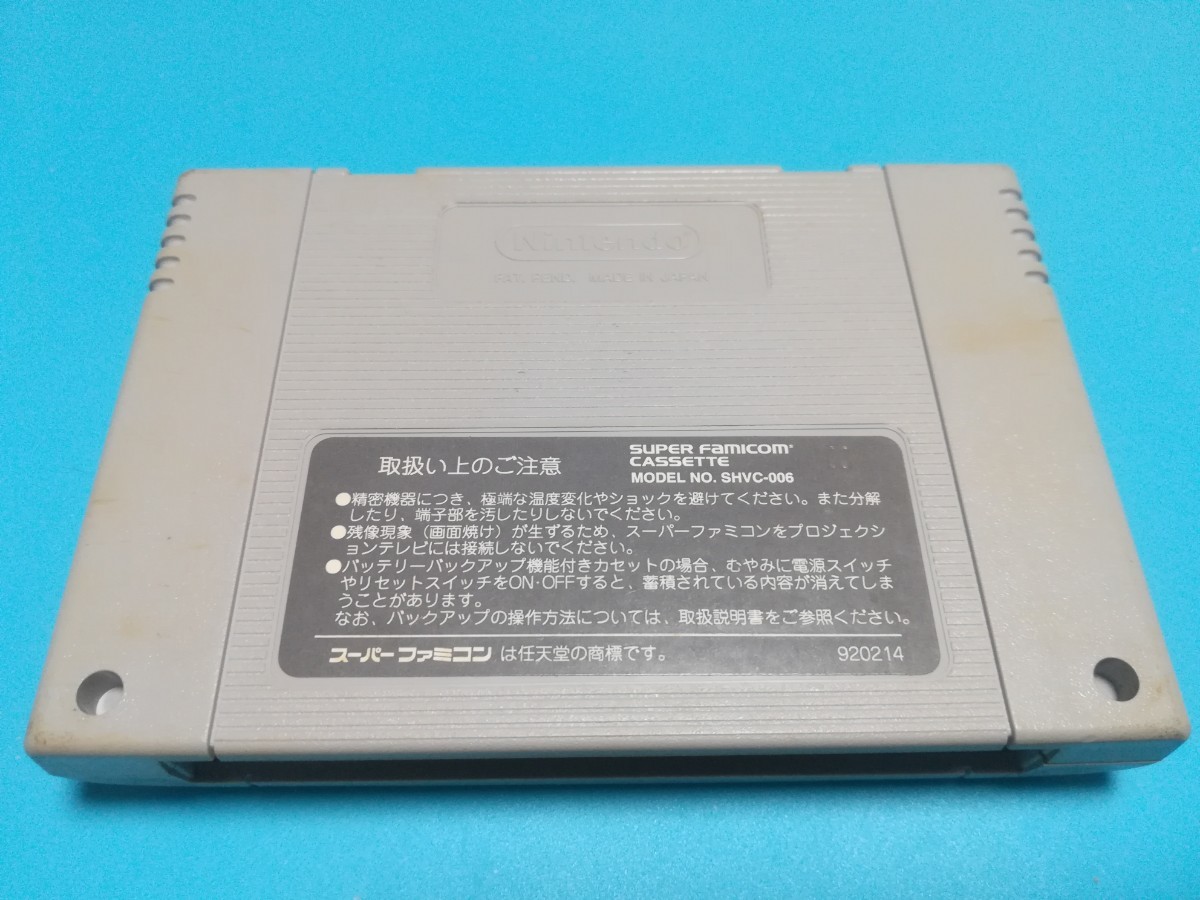 Nintendo
PAT. PEND. MADE IN JAPAN
取扱い上のご注意
SUPER Famicom
CASSETTE
MODEL NO. SHVC-006
●精密機器につき、極端な温度変化やショックを避けてください。また分解
したり、端子部を汚したりしないでください。
●残像現象（画面焼け）が生ずるため、スーパーファミコンをプロジェクシ
ョンテレビには接続しないでください。
●バッテリーバックアップ機能付きカセットの場合、むやみに電源スイッチ
やリセットスイッチをON・OFFすると、蓄積されている内容が消えてしま
うことがあります。
なお、バックアップの操作方法については、取扱説明書をご参照ください。
スーパーファミコン は任天堂の商標です。
920214